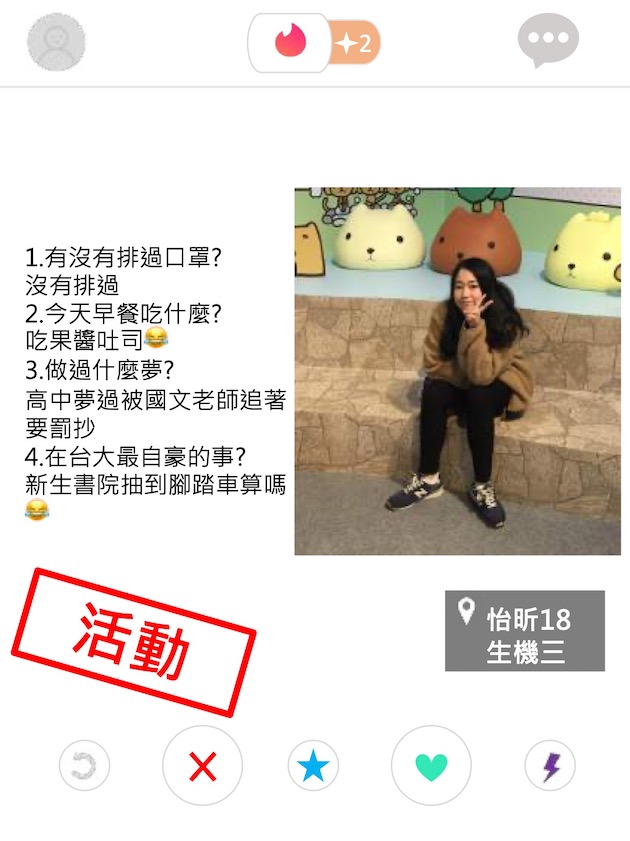 2
1.有沒有排過口罩?
沒有排過
2.今天早餐吃什麼?
吃果醬吐司😂
3.做過什麼夢?
高中夢過被國文老師追著
要罰抄
4.在台大最自豪的事?
新生書院抽到腳踏車算嗎
😂
活動
怡昕18
生機三